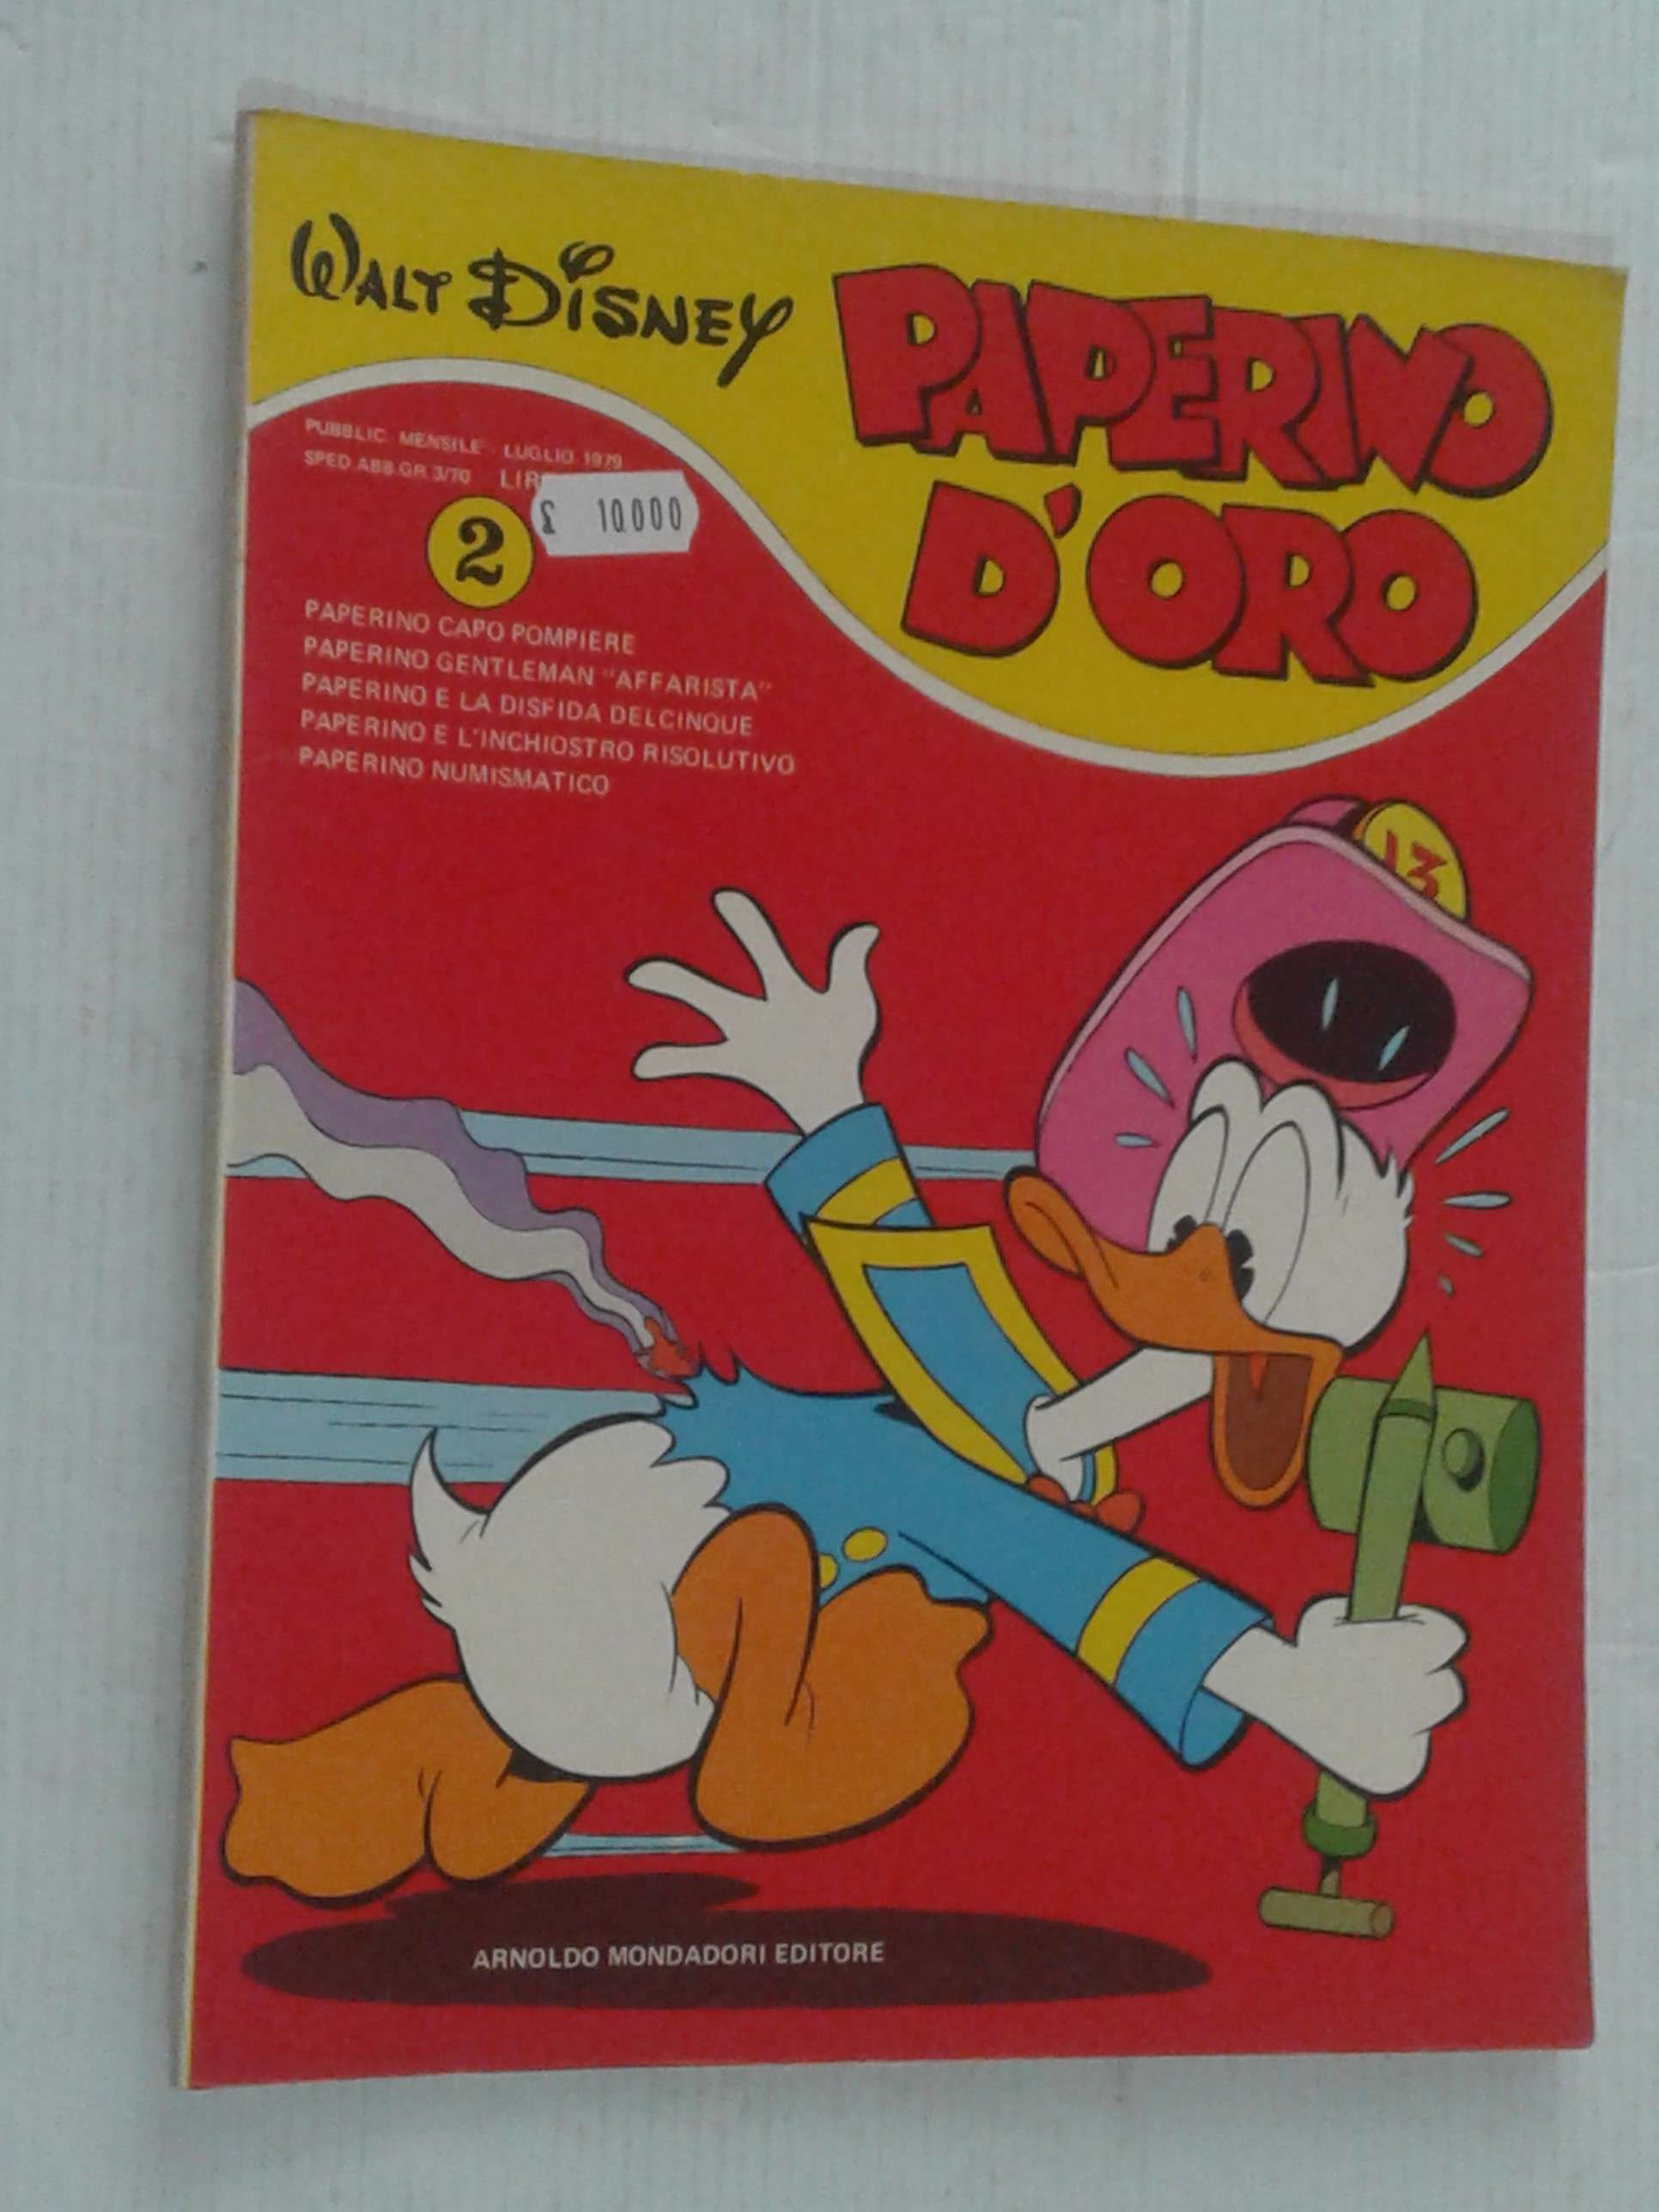 WALT DISNEY
PAPERINO
D'ORO
PUBBLIC. MENSILE - LUGLIO 1979
SPED. ABB. GR. 3/70 LIR
£ 10.000
2
PAPERINO CAPO POMPIERE
PAPERINO GENTLEMAN "AFFARISTA"
PAPERINO E LA DISFIDA DELCINQUE
PAPERINO E L'INCHIOSTRO RISOLUTIVO
PAPERINO NUMISMATICO
13
ARNOLDO MONDADORI EDITORE